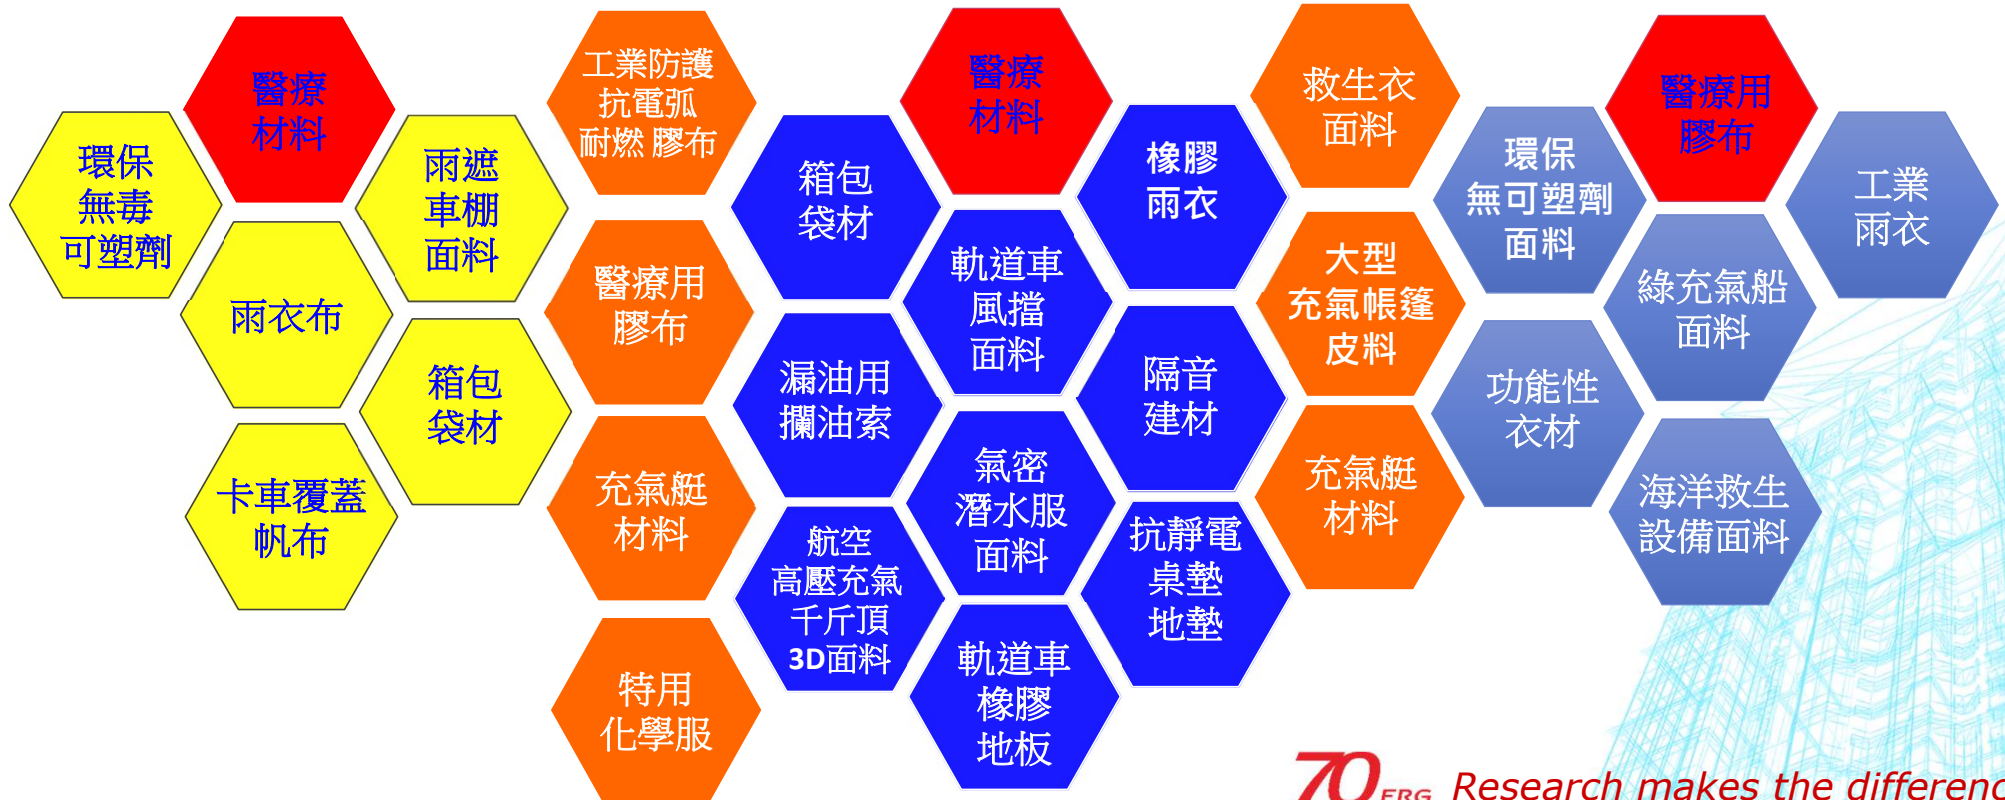 環保
無毒
可塑劑
醫療
材料
雨衣布
卡車覆蓋
帆布
雨遮
車棚
面料
箱包
袋材
工業防護
抗電弧
耐燃 膠布
醫療用
膠布
充氣艇
材料
特用
化學服
箱包
袋材
漏油用
攔油索
航空
高壓充氣
千斤頂
3D面料
醫療
材料
軌道車
風擋
面料
氣密
潛水服
面料
軌道車
橡膠
地板
橡膠
雨衣
隔音
建材
抗靜電
桌墊
地墊
救生衣
面料
大型
充氣帳篷
皮料
充氣艇
材料
環保
無可塑劑
面料
功能性
衣材
醫療用
膠布
綠充氣船
面料
海洋救生
設備面料
工業
雨衣
70 FRG Research makes the differenc